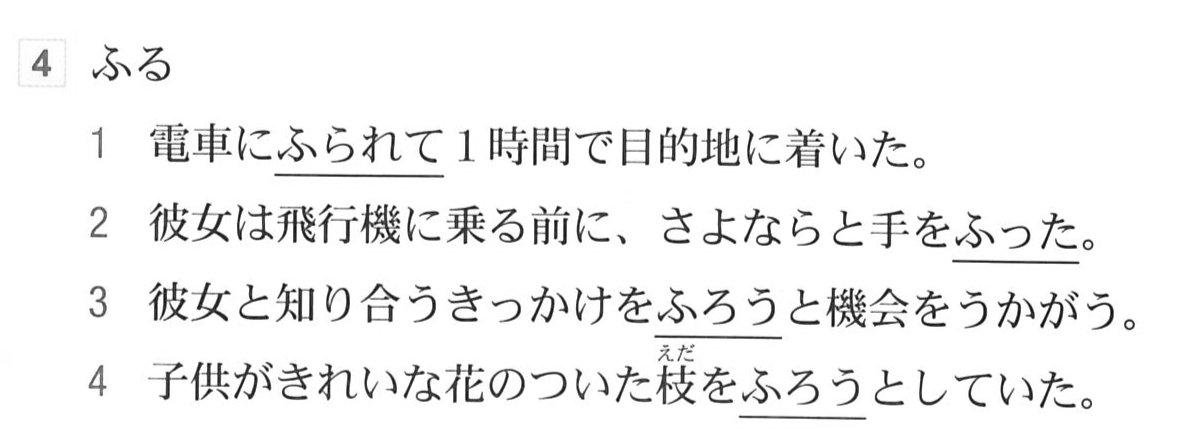 4 ふる
1 電車にふられて1時間で目的地に着いた。
2 彼女は飛行機に乗る前に、さよならと手をふった。
3 彼女と知り合うきっかけをふろうと機会をうかがう。
えだ
4 子供がきれいな花のついた枝をふろうとしていた。